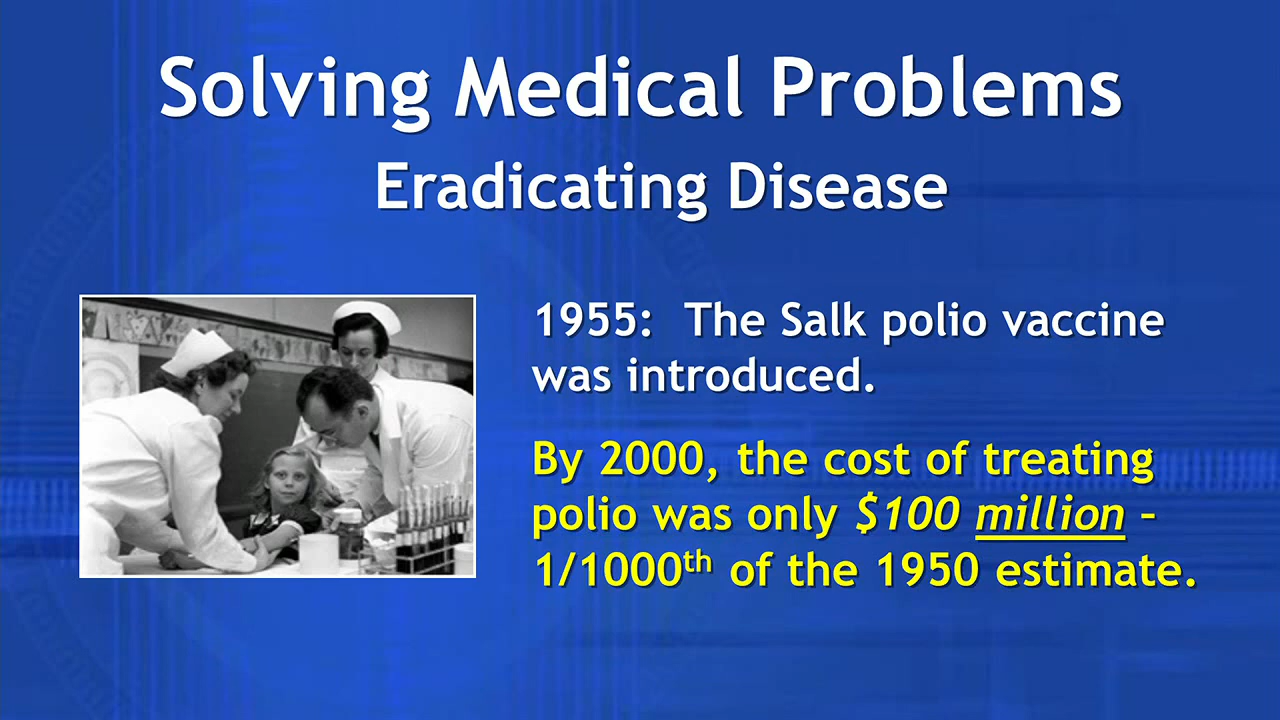 Solving Medical Problems
Eradicating Disease
1955: The Salk polio vaccine
was introduced.
By 2000, the cost of treating
polio was only $100 million –
1/1000th of the 1950 estimate.